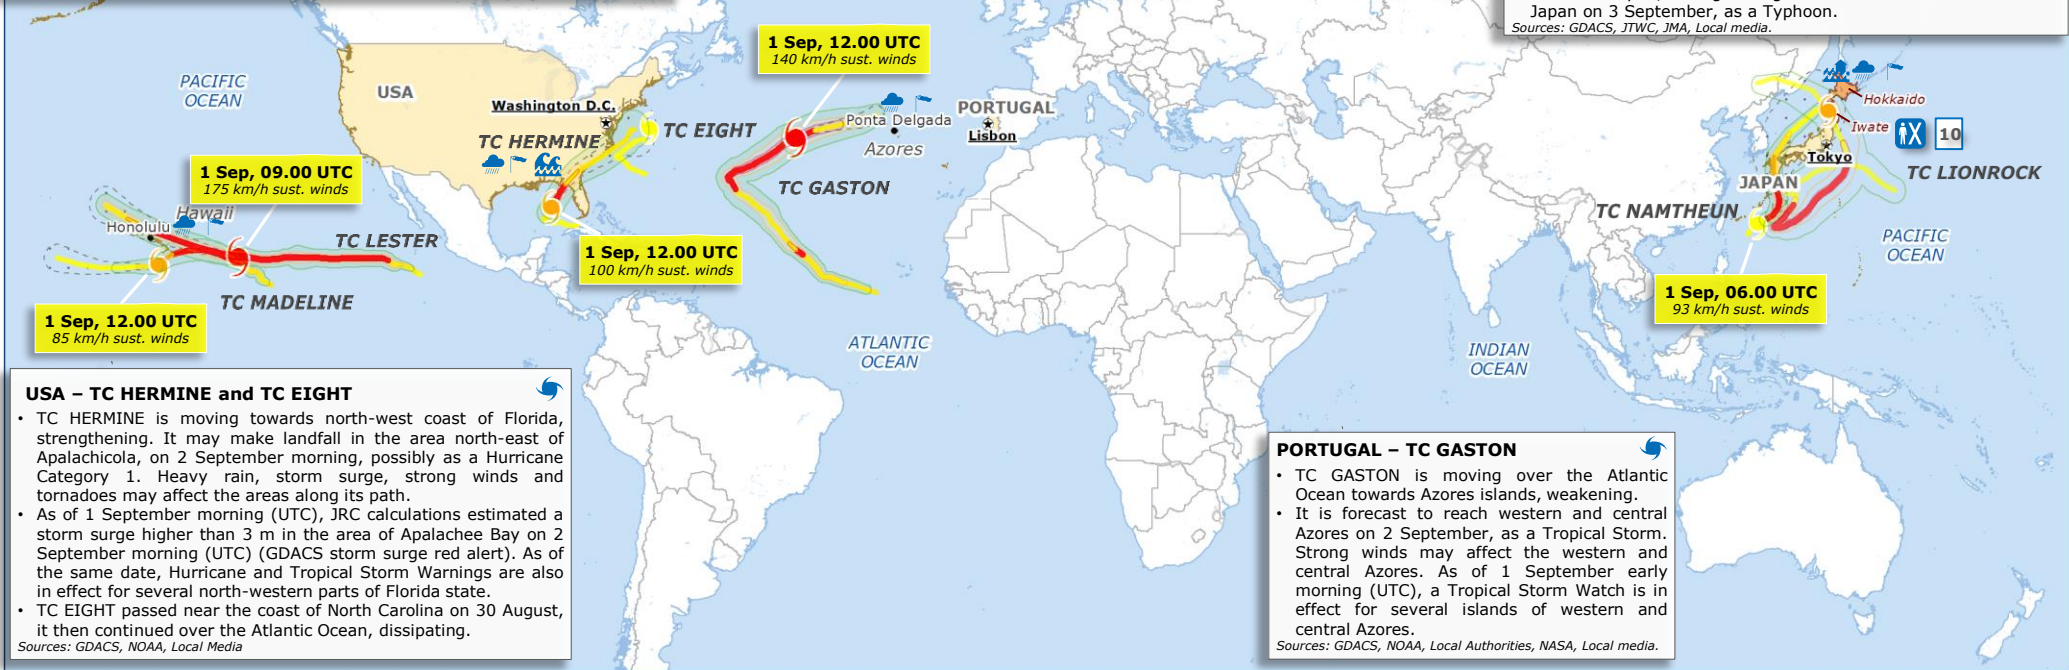 Japan on 3 September, as a Typhoon.
Sources: GDACS, JTWC, JMA, Local media.
1 Sep, 12.00 UTC
140 km/h sust. winds
PACIFIC
OCEAN
USA
Washington D.C.
TC HERMINE
TC EIGHT
Ponta Delgada
Azores
PORTUGAL
Lisbon
TC GASTON
Hokkaido
Iwate
10
Tokyo
JAPAN
TC LIONROCK
TC NAMTHEUN
PACIFIC
OCEAN
1 Sep, 09.00 UTC
175 km/h sust. winds
Hawaii
Honolulu
TC LESTER
TC MADELINE
1 Sep, 12.00 UTC
100 km/h sust. winds
1 Sep, 06.00 UTC
93 km/h sust. winds
1 Sep, 12.00 UTC
85 km/h sust. winds
ATLANTIC
OCEAN
INDIAN
OCEAN
USA – TC HERMINE and TC EIGHT
• TC HERMINE is moving towards north-west coast of Florida,
strengthening. It may make landfall in the area north-east of
Apalachicola, on 2 September morning, possibly as a Hurricane
Category 1. Heavy rain, storm surge, strong winds and
tornadoes may affect the areas along its path.
• As of 1 September morning (UTC), JRC calculations estimated a
storm surge higher than 3 m in the area of Apalachee Bay on 2
September morning (UTC) (GDACS storm surge red alert). As of
the same date, Hurricane and Tropical Storm Warnings are also
in effect for several north-western parts of Florida state.
• TC EIGHT passed near the coast of North Carolina on 30 August,
it then continued over the Atlantic Ocean, dissipating.
Sources: GDACS, NOAA, Local Media
PORTUGAL – TC GASTON
• TC GASTON is moving over the Atlantic
Ocean towards Azores islands, weakening.
• It is forecast to reach western and central
Azores on 2 September, as a Tropical Storm.
Strong winds may affect the western and
central Azores. As of 1 September early
morning (UTC), a Tropical Storm Watch is in
effect for several islands of western and
central Azores.
Sources: GDACS, NOAA, Local Authorities, NASA, Local media.